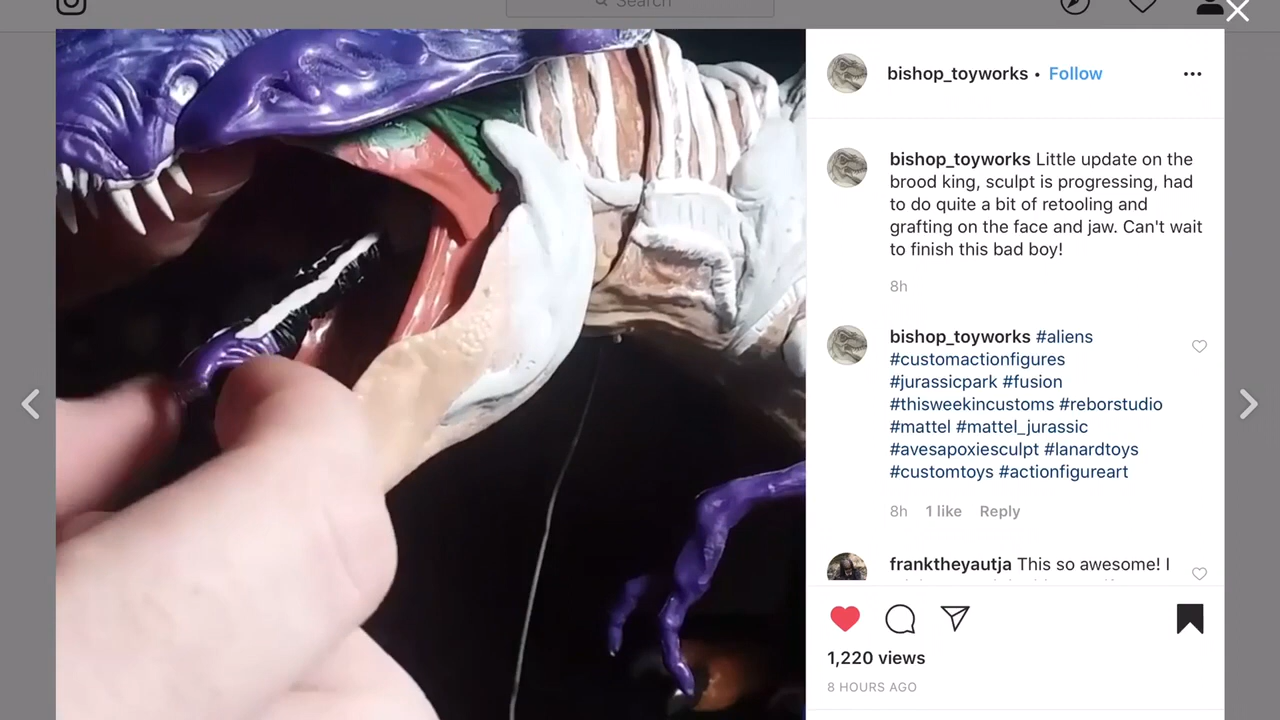 Search
bishop_toyworks • Follow
bishop_toyworks Little update on the
brood king, sculpt is progressing, had
to do quite a bit of retooling and
grafting on the face and jaw. Can't wait
to finish this bad boy!
8h
bishop_toyworks #aliens
#customactionfigures
#jurassicpark #fusion
#thisweekincustoms #reborstudio
#mattel #mattel_jurassic
#avesapoxiesculpt #lanardtoys
#customtoys #actionfigureart
8h 1 like Reply
franktheyautja This so awesome! I
1,220 views
8 HOURS AGO